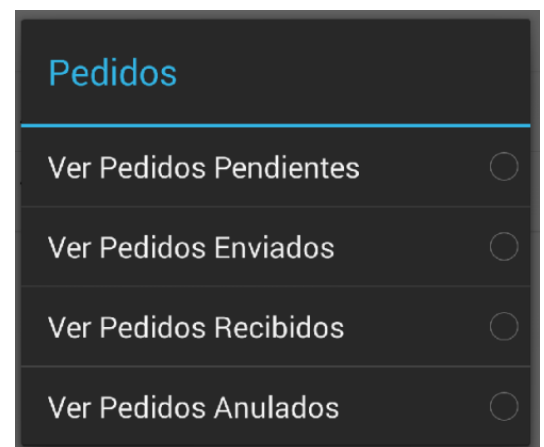 Pedidos
Ver Pedidos Pendientes
Ver Pedidos Enviados
Ver Pedidos Recibidos
Ver Pedidos Anulados